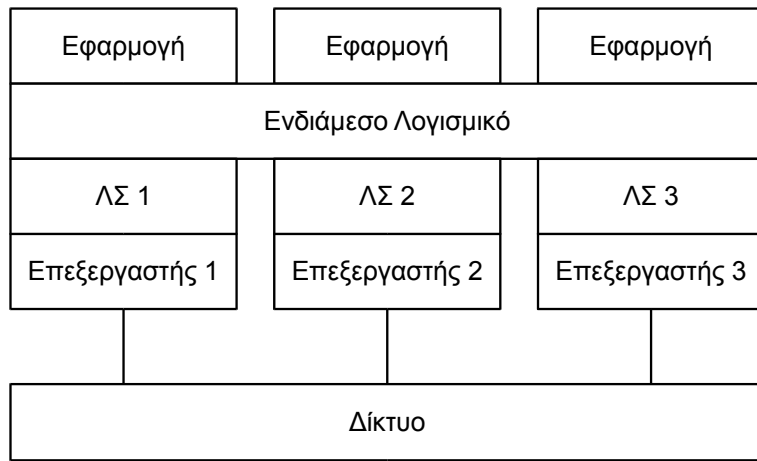 Εφαρμογή Εφαρμογή Εφαρμογή
Ενδιάμεσο Λογισμικό
ΛΣ 1 ΛΣ 2 ΛΣ 3
Επεξεργαστής 1 Επεξεργαστής 2 Επεξεργαστής 3
Δίκτυο